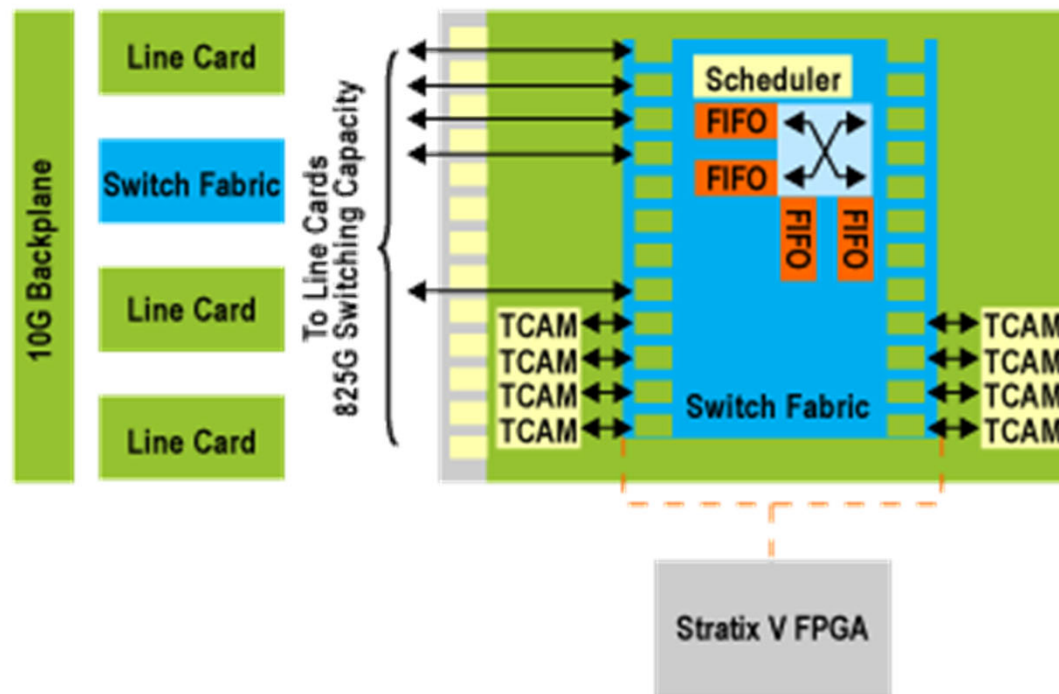 10G Backplane
Line Card
Switch Fabric
Line Card
Line Card
To Line Cards
825G Switching Capacity
Scheduler
FIFO
FIFO
FIFO
FIFO
TCAM
TCAM
TCAM
TCAM
Switch Fabric
TCAM
TCAM
TCAM
TCAM
Stratix V FPGA